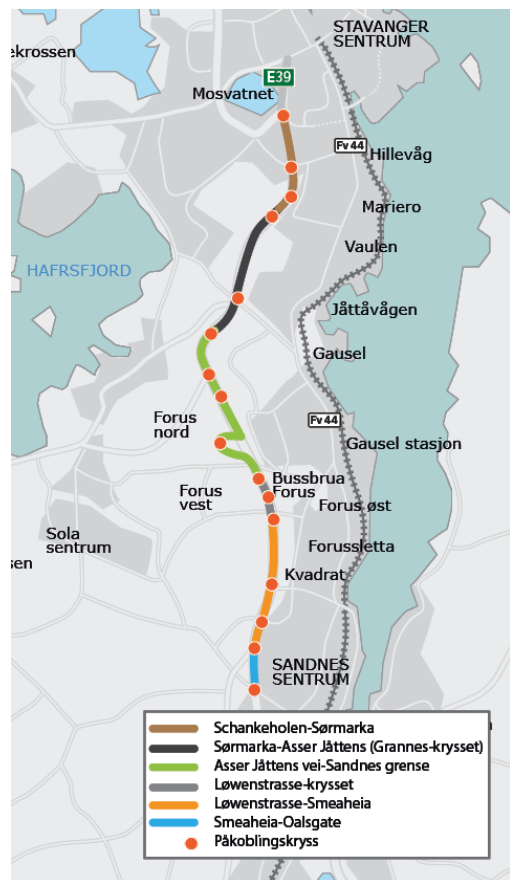 STAVANGER
SENTRUM
ekrossen
E39
Mosvatnet
Fv 44
Hillevåg
Mariero
Vaulen
HAFRSFJORD
Jåttåvågen
Gausel
Forus
nord
Fv 44
Gausel stasjon
Bussbrua
Forus
Forus
vest
Forus øst
Sola
sentrum
Forussletta
sen
Kvadrat
SANDNES
SENTRUM
Schankeholen-Sørmarka
Sørmarka-Asser Jåttens (Grannes-krysset)
Asser Jåttens vei-Sandnes grense
Løwenstrasse-krysset
Løwenstrasse-Smeaheia
Smeaheia-Oalsgate
Påkoblingskryss